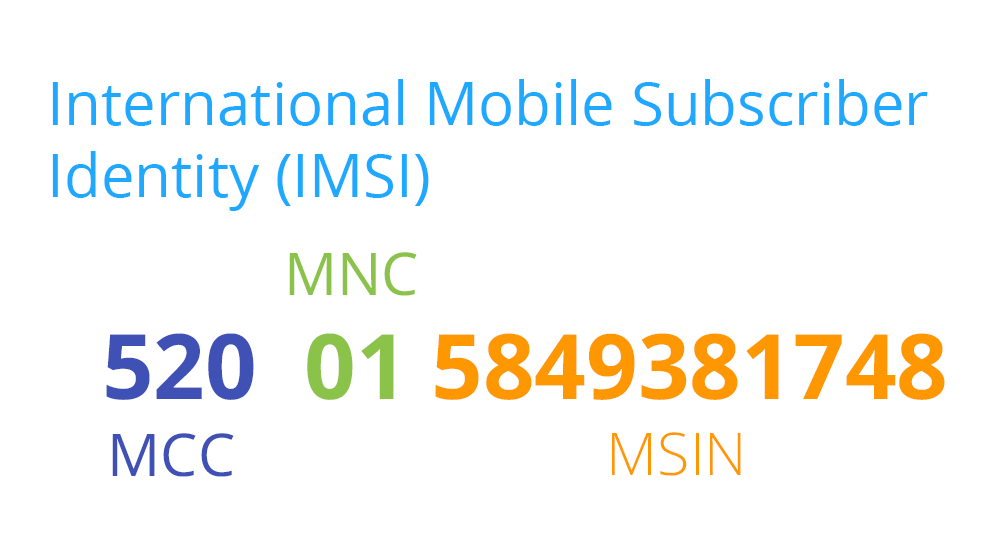 International Mobile Subscriber
Identity (IMSI)
MNC
520 01 5849381748
MCC MSIN